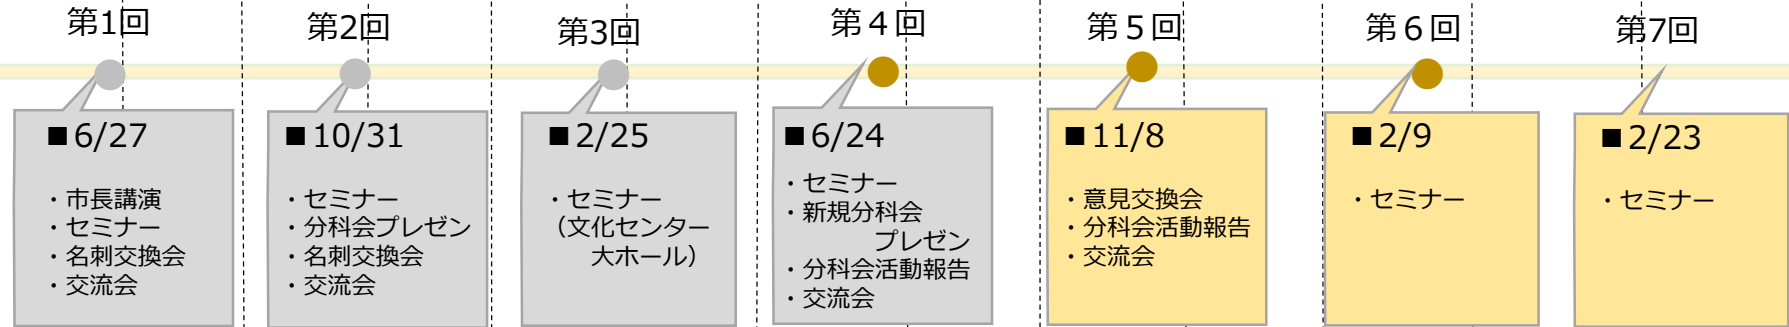 第1回
■6/27
・市長講演
・セミナー
・名刺交換会
・交流会
第2回
■10/31
・セミナー
・分科会プレゼン
・名刺交換会
・交流会
第3回
■2/25
・セミナー
（文化センター
大ホール）
第４回
■6/24
・セミナー
・新規分科会
プレゼン
・分科会活動報告
・交流会
第５回
■11/8
・意見交換会
・分科会活動報告
・交流会
第６回
■2/9
・セミナー
第7回
■2/23
・セミナー